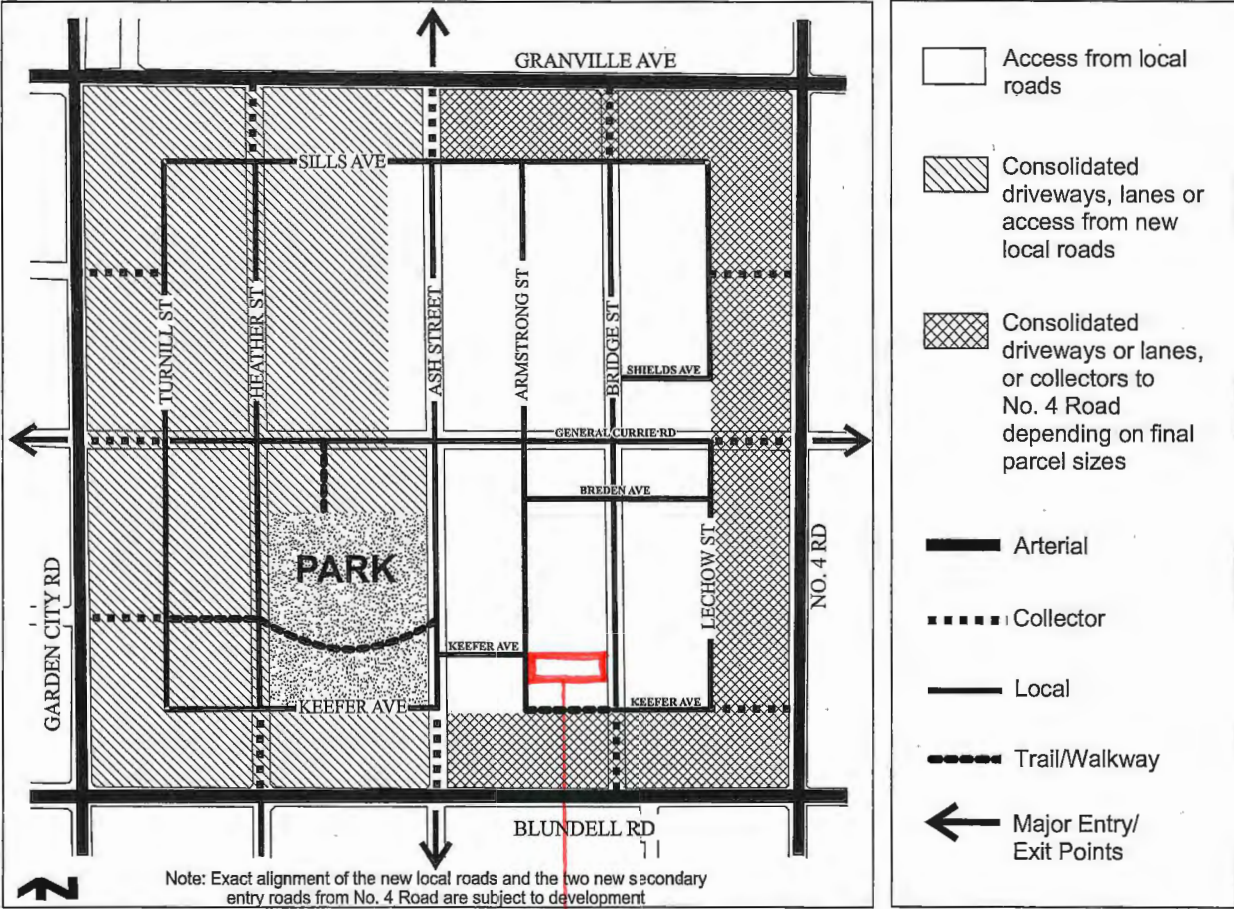 GRANVILLE AVE
SILLS AVE
TURNILL ST
HEATHER ST
ASH STREET
ARMSTRONG ST
BRIDGE ST
SHIELDS AVE
GENERAL CURRIE RD
BREDEN AVE
PARK
LECHOW ST
NO. 4 RD
GARDEN CITY RD
KEEFER AVE
KEEFER AVE
KEEFER AVE
BLUNDELL RD
N
Note: Exact alignment of the new local roads and the two new secondary
entry roads from No. 4 Road are subject to development
Access from local
roads
Consolidated
driveways, lanes or
access from new
local roads
Consolidated
driveways or lanes,
or collectors to
No. 4 Road
depending on final
parcel sizes
Arterial
Collector
Local
Trail/Walkway
Major Entry/
Exit Points